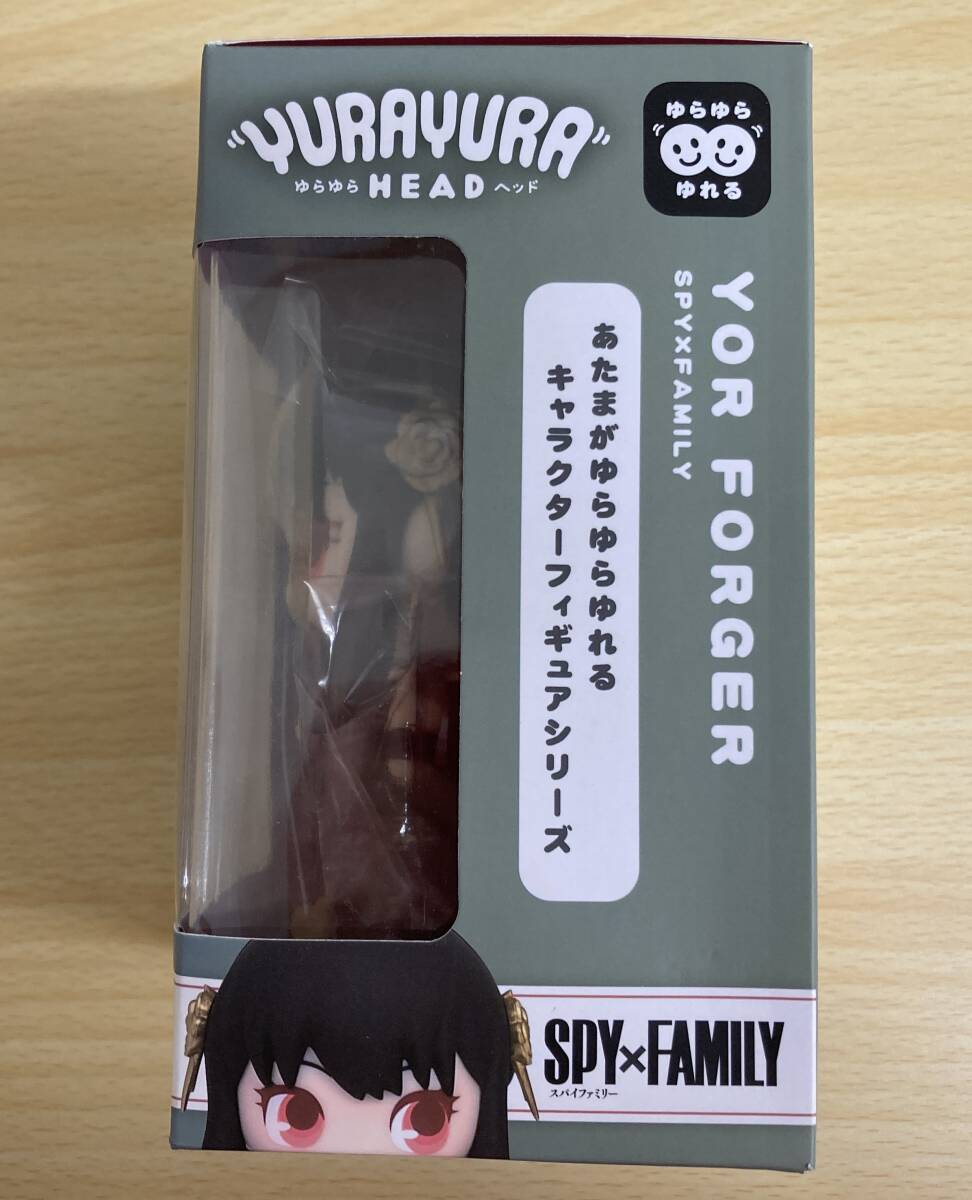 YURAYURA
ゆらゆら HEAD ヘッド
ゆらゆら
ゆれる
YOR FORGER
SPY×FAMILY
あたまがゆらゆらゆれる
キャラクターフィギュアシリーズ
SPY×FAMILY
スパイファミリー